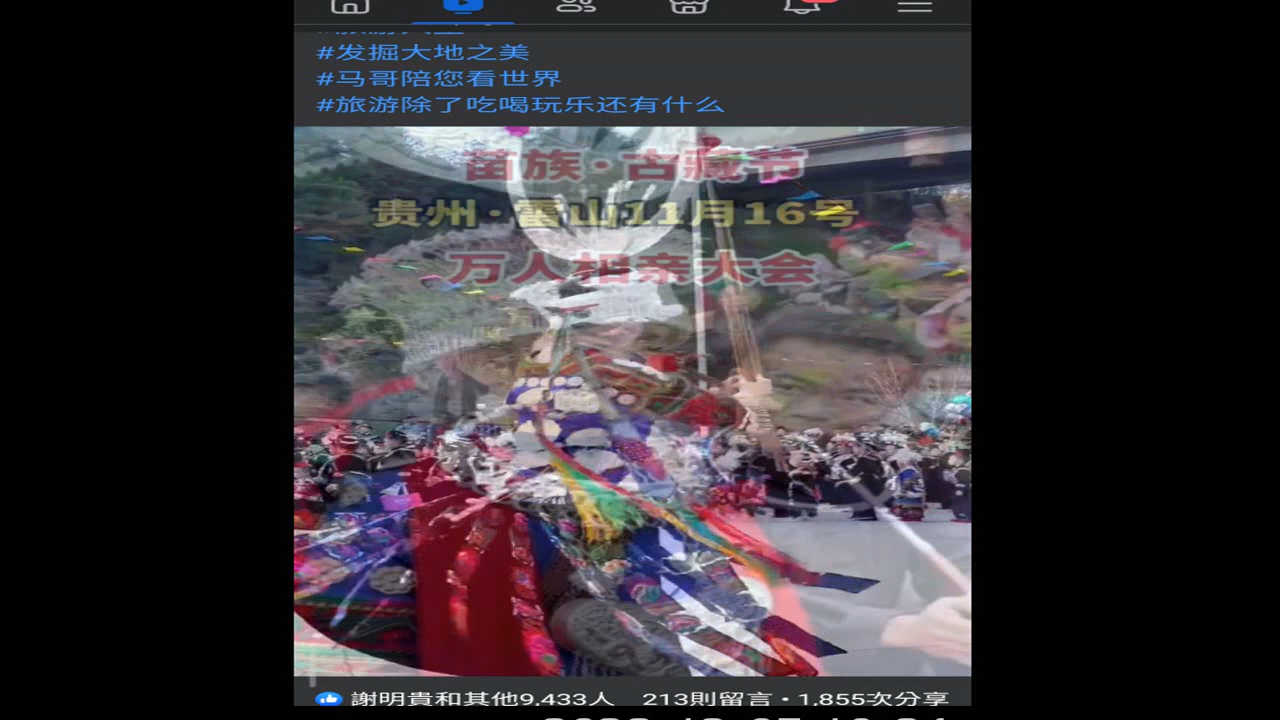 #发掘大地之美
#马哥陪您看世界
#旅游除了吃喝玩乐还有什么
苗族·古藏节
贵州·雷山11月16号
万人相亲大会
謝明貴和其他9,433人 213則留言·1,855次分享